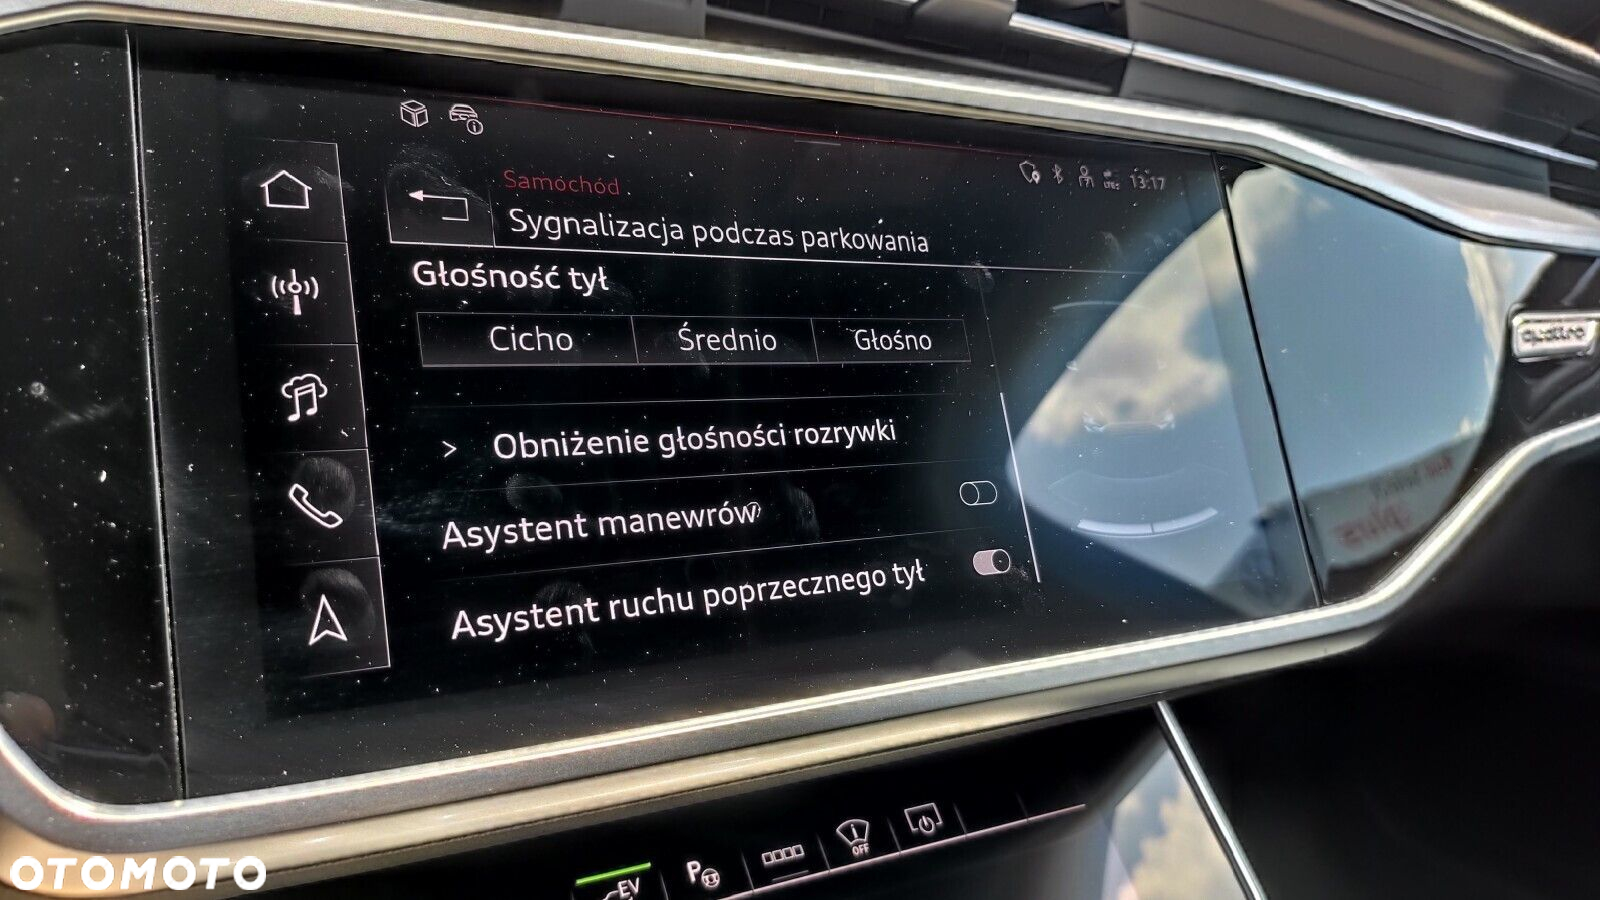 Samochód
Sygnalizacja podczas parkowania
13:17
Głośność tył
Cicho
Średnio
Głośno
> Obniżenie głośności rozrywki
Asystent manewrów
Asystent ruchu poprzecznego tył
quattro
EV
P
OFF
OTOMOTO